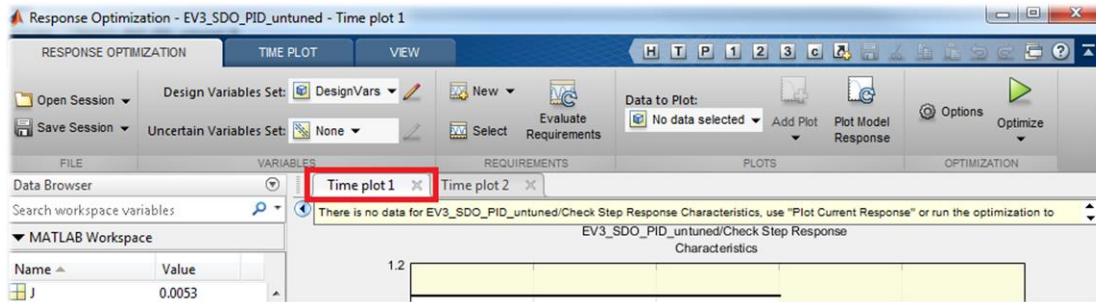 Response Optimization - EV3_SDO_PID_untuned - Time plot 1
RESPONSE OPTIMIZATION TIME PLOT VIEW H T P 1 2 3 c
Open Session Design Variables Set: DesignVars New Data to Plot:
Save Session Uncertain Variables Set: None Select Evaluate Requirements No data selected Add Plot Plot Model Response Options Optimize
FILE VARIABLES REQUIREMENTS PLOTS OPTIMIZATION
Data Browser Time plot 1 Time plot 2
Search workspace variables There is no data for EV3_SDO_PID_untuned/Check Step Response Characteristics, use "Plot Current Response" or run the optimization to
MATLAB Workspace EV3_SDO_PID_untuned/Check Step Response
Characteristics
Name Value 1.2
J 0.0053